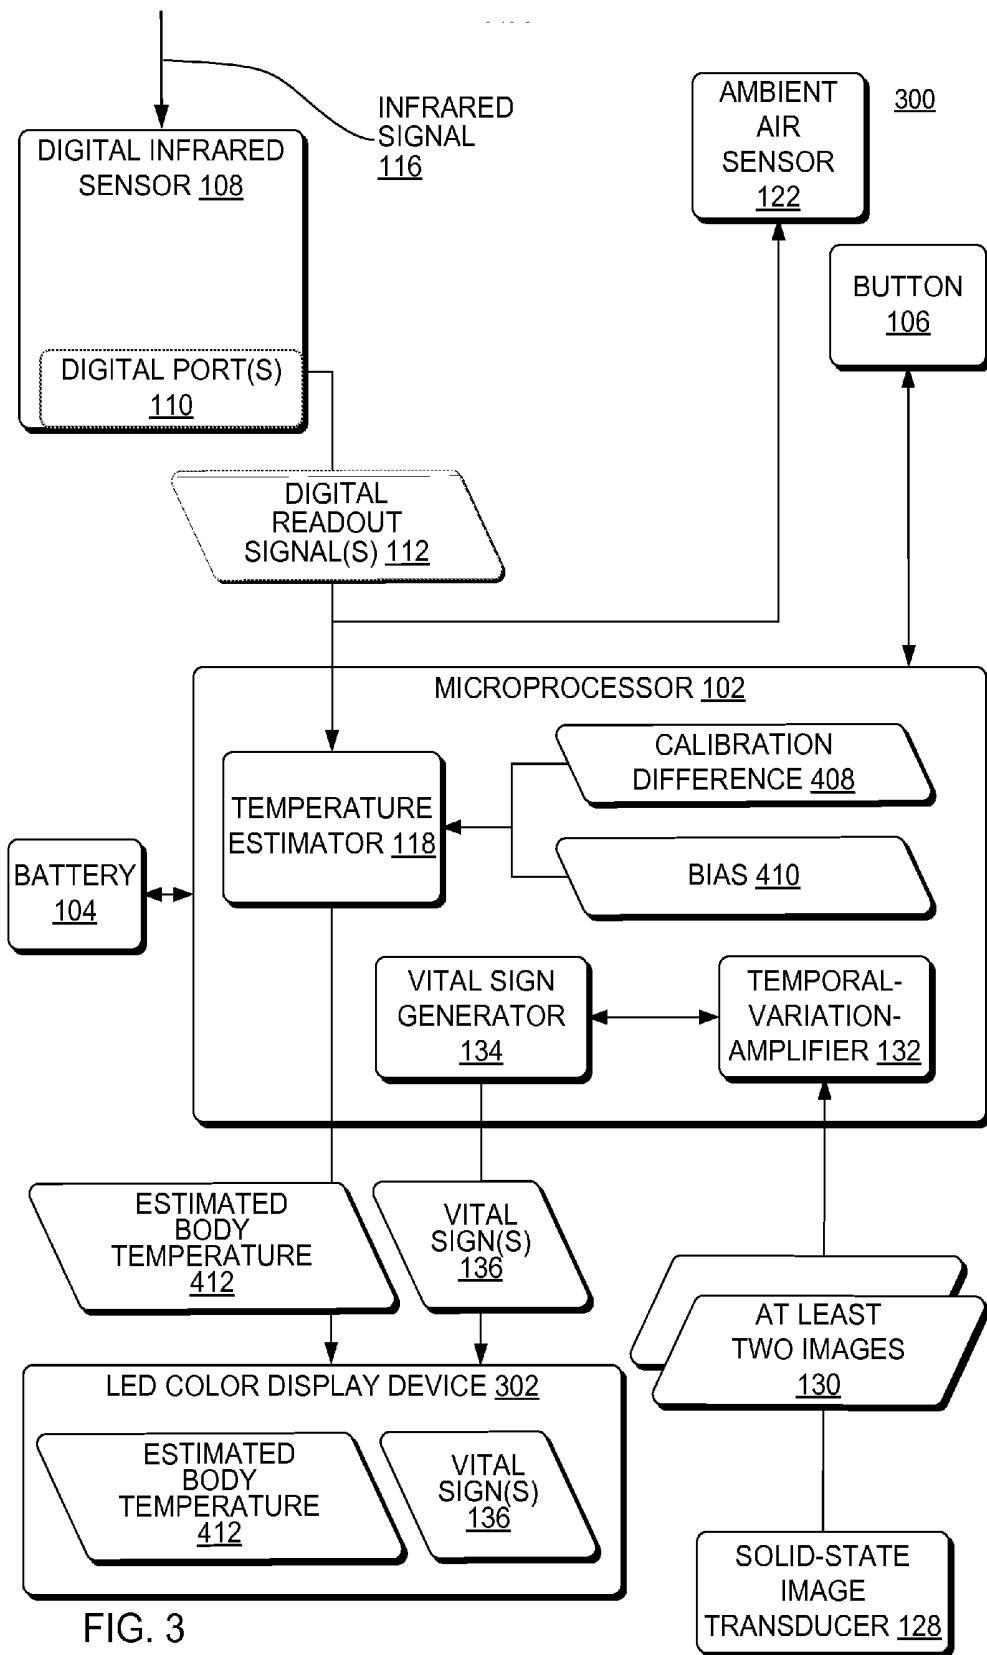 INFRARED
SIGNAL
116
AMBIENT
AIR
SENSOR
122
300
DIGITAL INFRARED
SENSOR 108
BUTTON
106
DIGITAL PORT(S)
110
DIGITAL
READOUT
SIGNAL(S) 112
MICROPROCESSOR 102
CALIBRATION
DIFFERENCE 408
TEMPERATURE
ESTIMATOR 118
BIAS 410
BATTERY
104
VITAL SIGN
GENERATOR
134
TEMPORAL-
VARIATION-
AMPLIFIER 132
ESTIMATED
BODY
TEMPERATURE
412
VITAL
SIGN(S)
136
AT LEAST
TWO IMAGES
130
LED COLOR DISPLAY DEVICE 302
ESTIMATED
BODY
TEMPERATURE
412
VITAL
SIGN(S)
136
SOLID-STATE
IMAGE
TRANSDUCER 128
FIG. 3